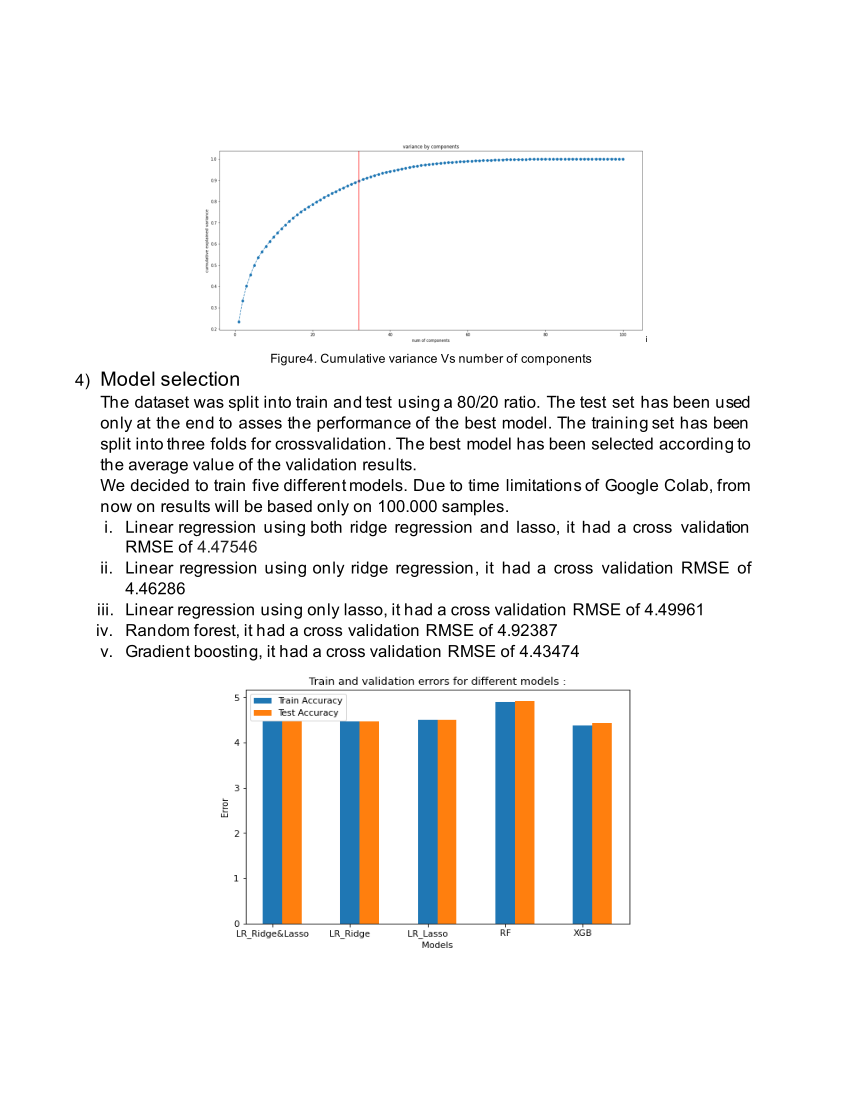 variance by components
1.0
0.9
0.8
0.7
0.6
0.5
0.4
0.3
0.2
cumulative explained variance
0 20 40 60 80 100
num of components
i
Figure4. Cumulative variance Vs number of components
4) Model selection
The dataset was split into train and test using a 80/20 ratio. The test set has been used
only at the end to asses the performance of the best model. The training set has been
split into three folds for crossvalidation. The best model has been selected according to
the average value of the validation results.
We decided to train five different models. Due to time limitations of Google Colab, from
now on results will be based only on 100.000 samples.
i. Linear regression using both ridge regression and lasso, it had a cross validation
RMSE of 4.47546
ii. Linear regression using only ridge regression, it had a cross validation RMSE of
4.46286
iii. Linear regression using only lasso, it had a cross validation RMSE of 4.49961
iv. Random forest, it had a cross validation RMSE of 4.92387
v. Gradient boosting, it had a cross validation RMSE of 4.43474
Train and validation errors for different models :
Train Accuracy
Test Accuracy
5
4
3
2
1
0
Error
LR_Ridge&Lasso LR_Ridge LR_Lasso RF XGB
Models